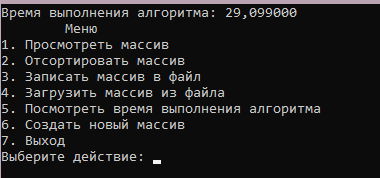 Время выполнения алгоритма: 29,099000
Меню
1. Просмотреть массив
2. Отсортировать массив
3. Записать массив в файл
4. Загрузить массив из файла
5. Посмотреть время выполнения алгоритма
6. Создать новый массив
7. Выход
Выберите действие: